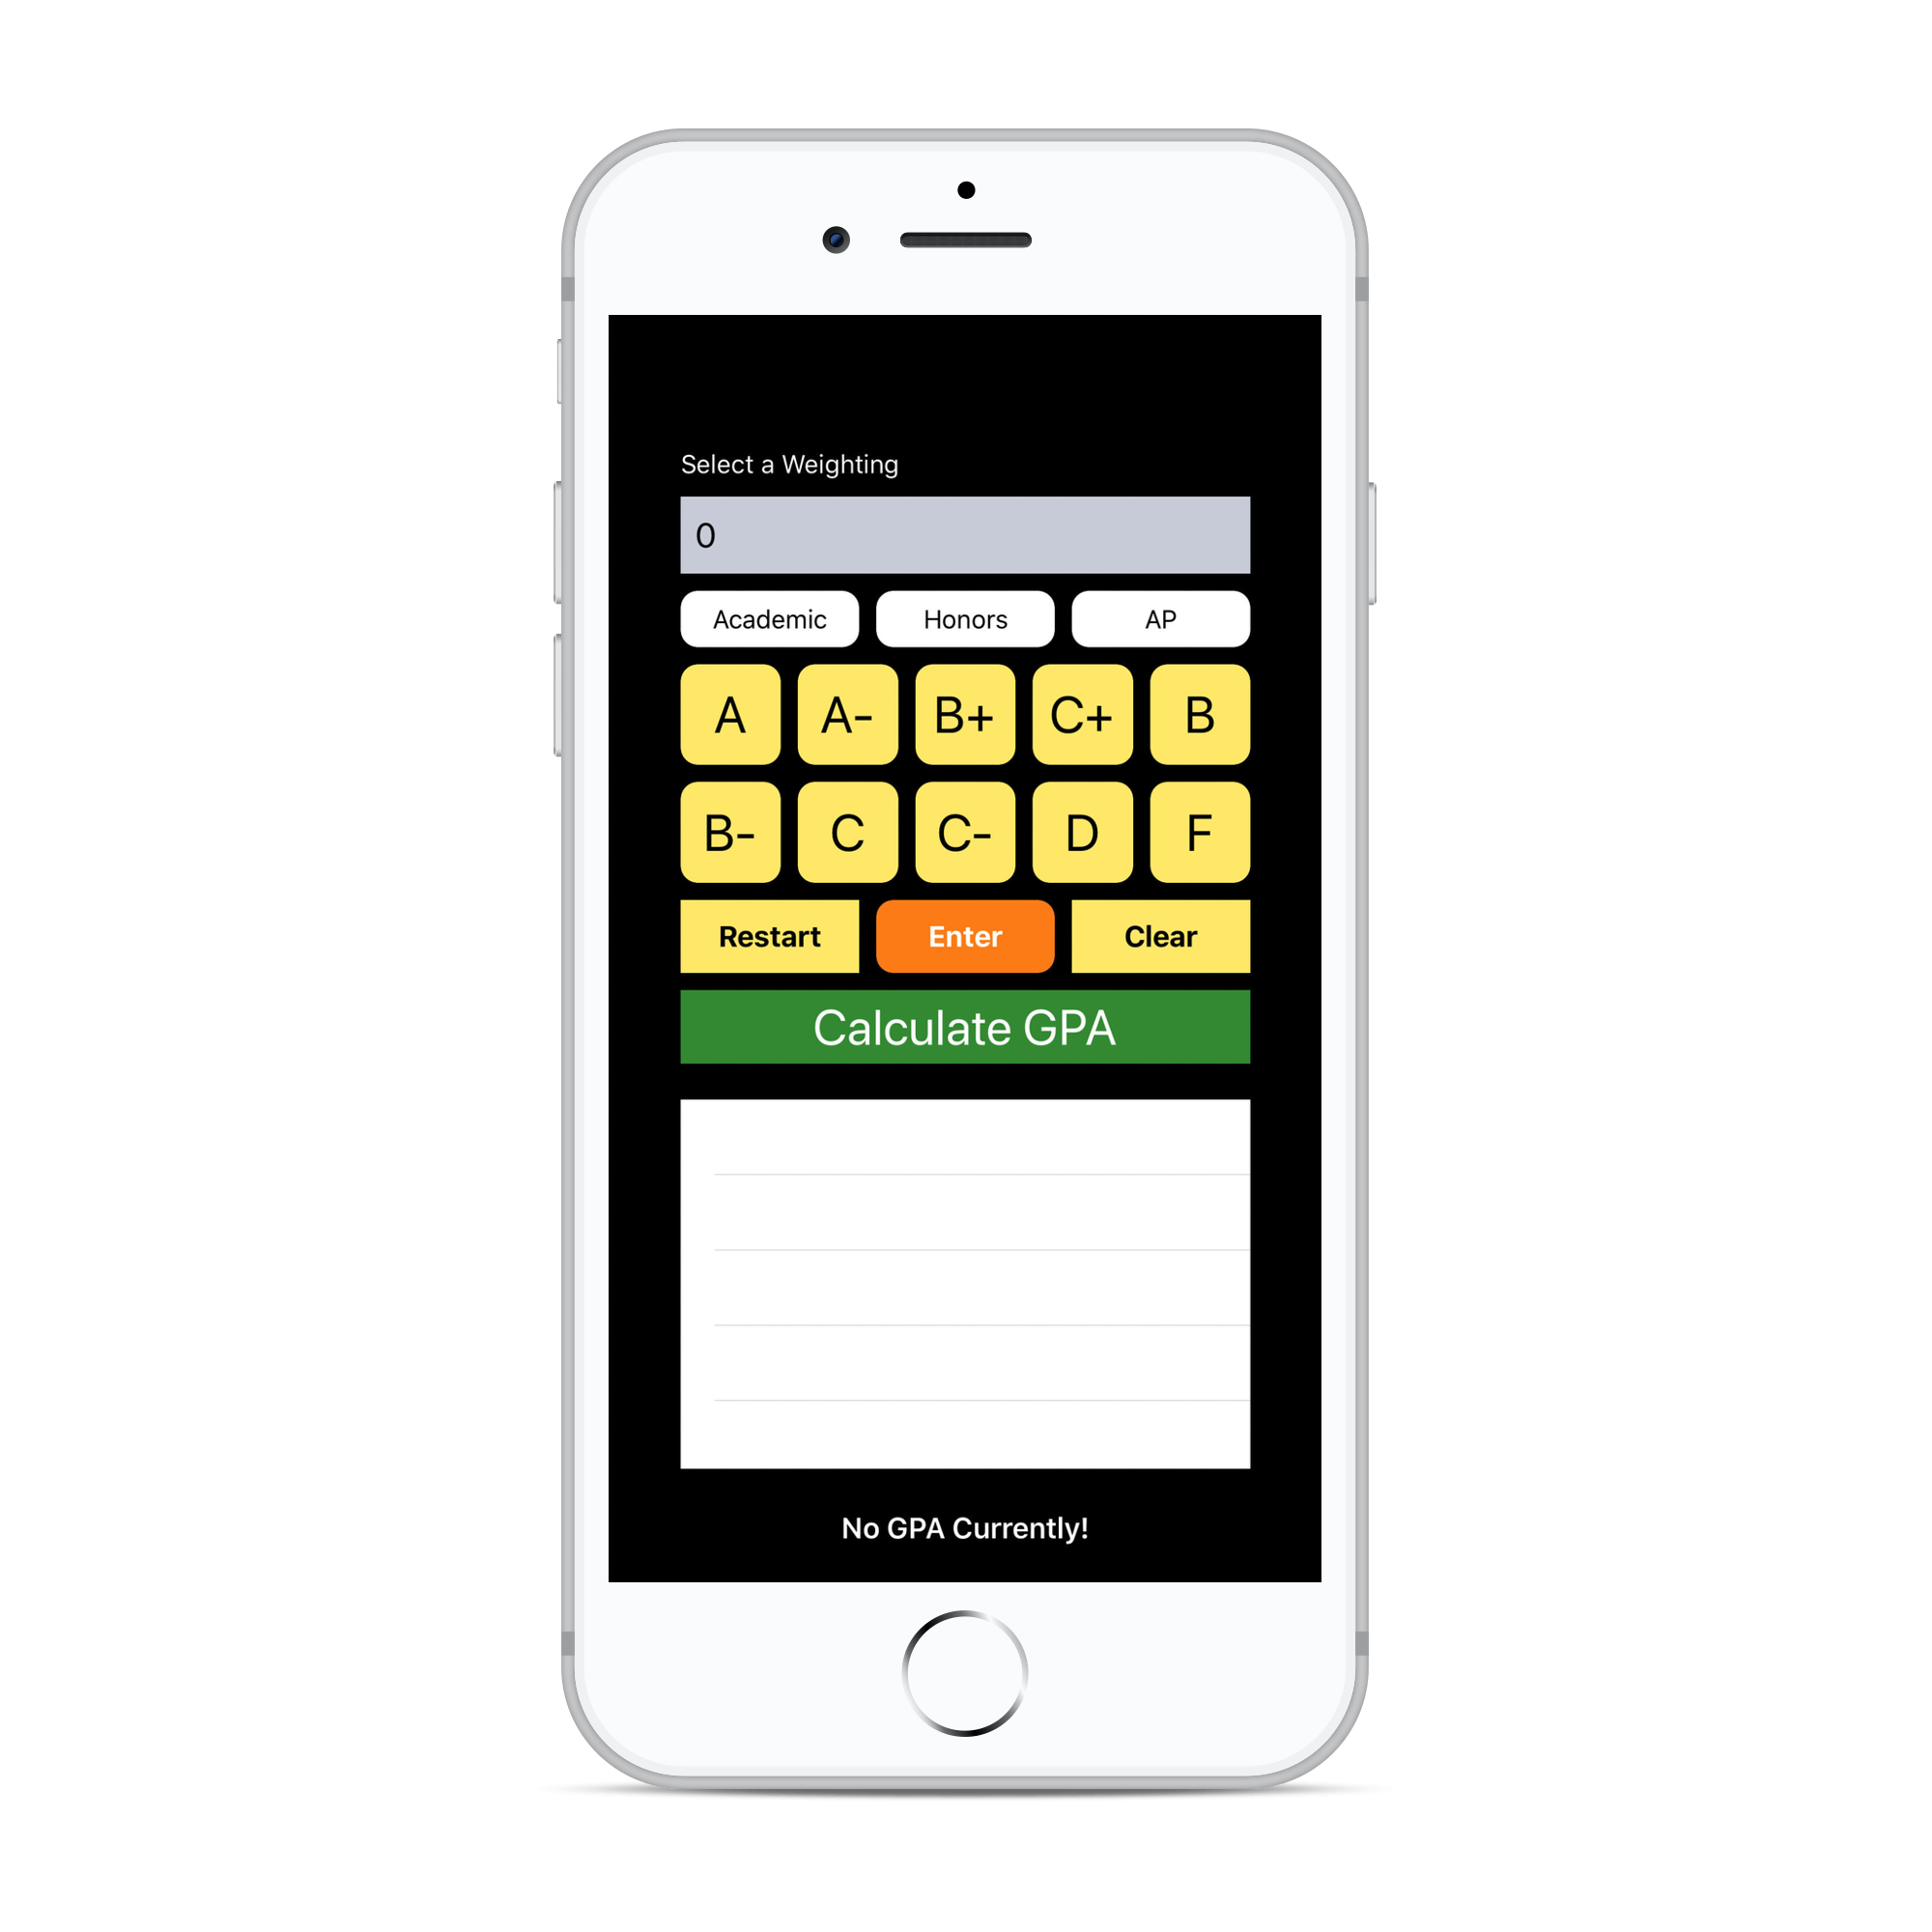 Select a Weighting
0
Academic Honors AP
A A- B+ C+ B
B- C C- D F
Restart Enter Clear
Calculate GPA
No GPA Currently!